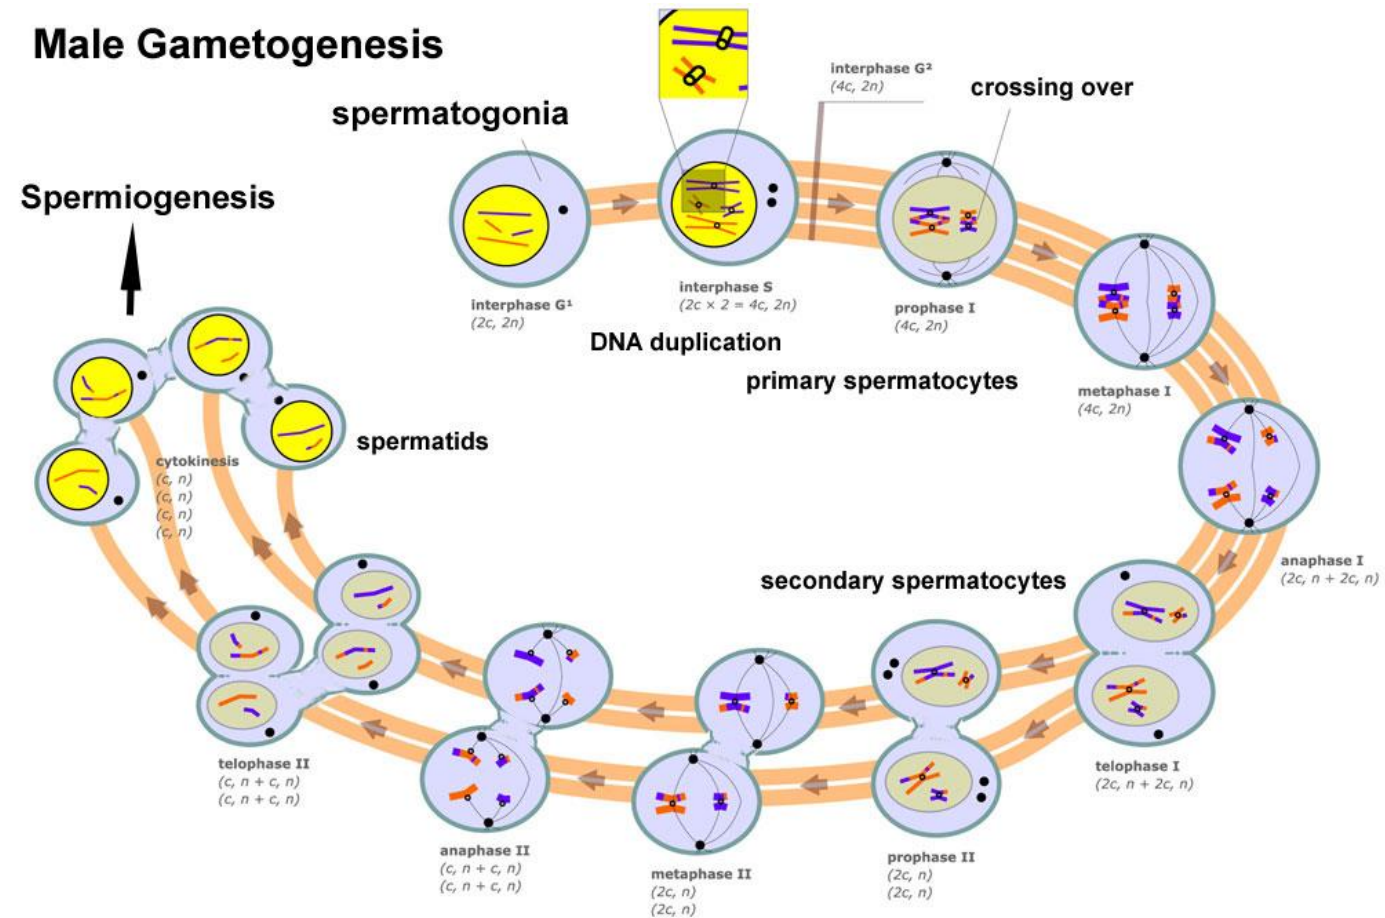 Male Gametogenesis
spermatogonia
interphase G²
(4c, 2n)
crossing over
Spermiogenesis
interphase G¹
(2c, 2n)
interphase S
(2c × 2 = 4c, 2n)
DNA duplication
prophase I
(4c, 2n)
primary spermatocytes
metaphase I
(4c, 2n)
anaphase I
(2c, n + 2c, n)
secondary spermatocytes
telophase I
(2c, n + 2c, n)
prophase II
(2c, n)
(2c, n)
metaphase II
(2c, n)
(2c, n)
anaphase II
(c, n + c, n)
(c, n + c, n)
telophase II
(c, n + c, n)
(c, n + c, n)
cytokinesis
(c, n)
(c, n)
(c, n)
(c, n)
spermatids